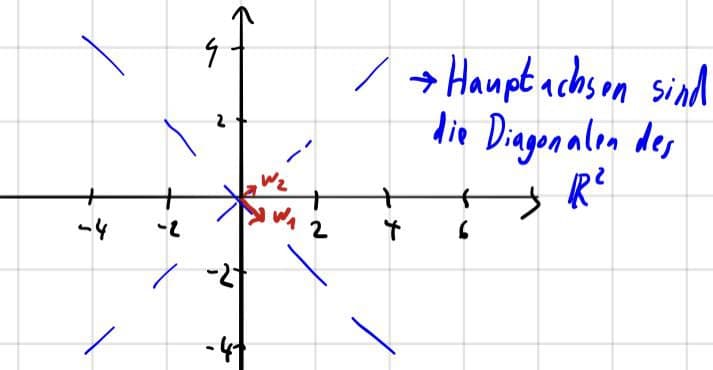 4
→ Hauptachsen sind
2
die Diagonalen des
ℝ²
w₂
w₁
-4 -2 2 4 6
-2
-4